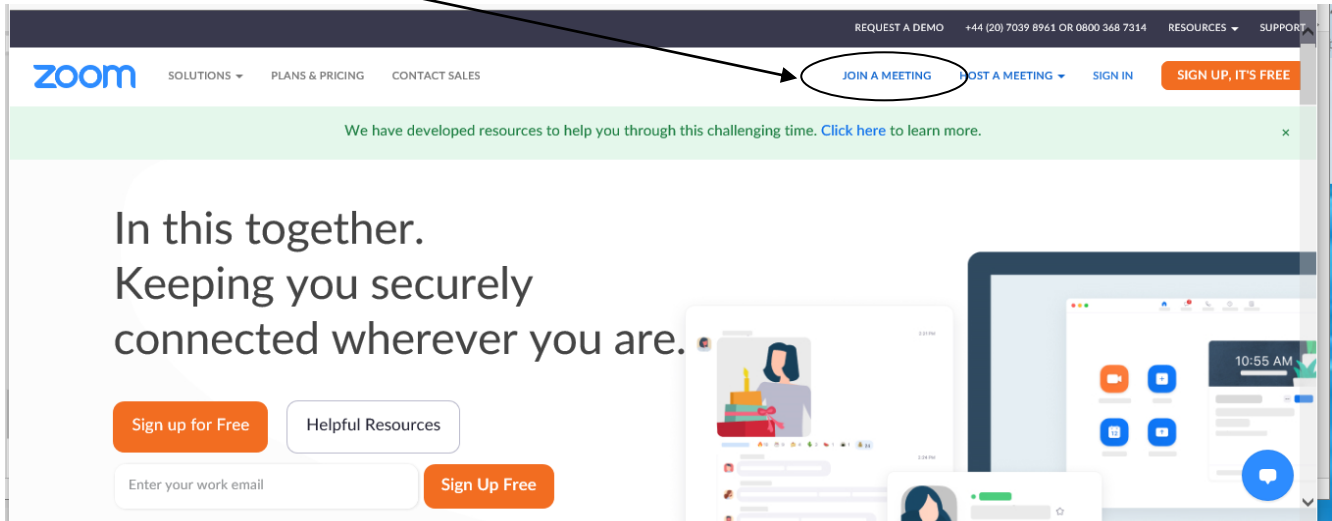 REQUEST A DEMO +44 (20) 7039 8961 OR 0800 368 7314 RESOURCES SUPPORT
zoom SOLUTIONS PLANS & PRICING CONTACT SALES JOIN A MEETING HOST A MEETING SIGN IN SIGN UP, IT'S FREE
We have developed resources to help you through this challenging time. Click here to learn more. ×
In this together.
Keeping you securely
connected wherever you are.
2:27 PM
10:55 AM
Sign up for Free Helpful Resources
Enter your work email Sign Up Free